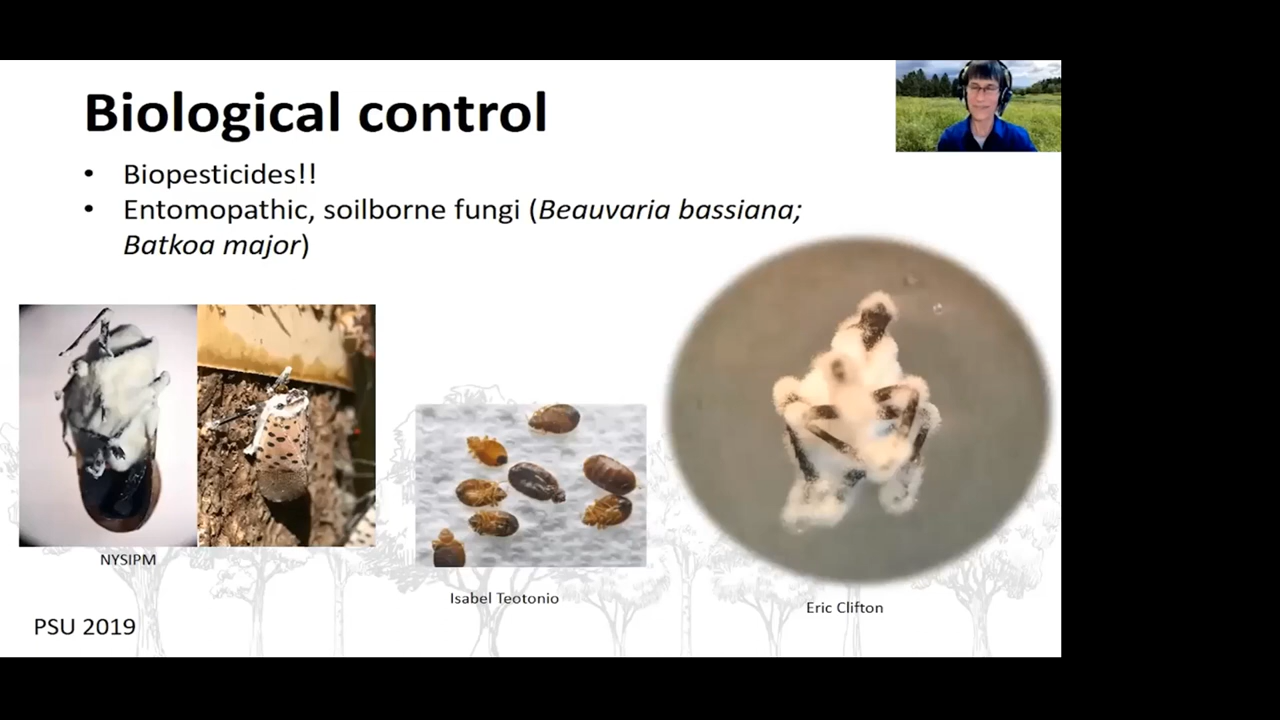 Biological control
• Biopesticides!!
• Entomopathic, soilborne fungi (Beauvaria bassiana;
Batkoa major)
NYSIPM
Isabel Teotonio
Eric Clifton
PSU 2019